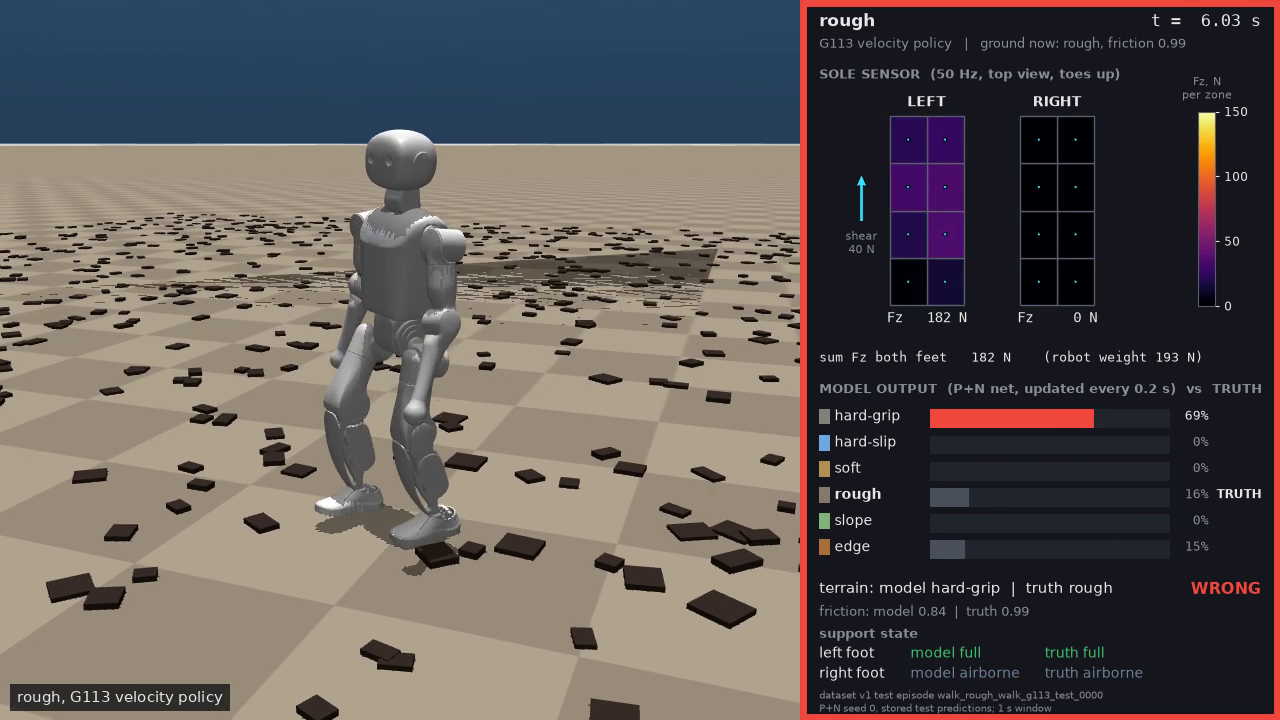 rough t = 6.03 s
G113 velocity policy | ground now: rough, friction 0.99
SOLE SENSOR (50 Hz, top view, toes up)
Fz, N
per zone
LEFT RIGHT
150
100
50
0
shear
40 N
Fz 182 N Fz 0 N
sum Fz both feet 182 N (robot weight 193 N)
MODEL OUTPUT (P+N net, updated every 0.2 s) vs TRUTH
hard-grip 69%
hard-slip 0%
soft 0%
rough 16% TRUTH
slope 0%
edge 15%
terrain: model hard-grip | truth rough WRONG
friction: model 0.84 | truth 0.99
support state
left foot model full truth full
right foot model airborne truth airborne
dataset v1 test episode walk_rough_walk_g113_test_0000
P+N seed 0, stored test predictions; 1 s window
rough, G113 velocity policy